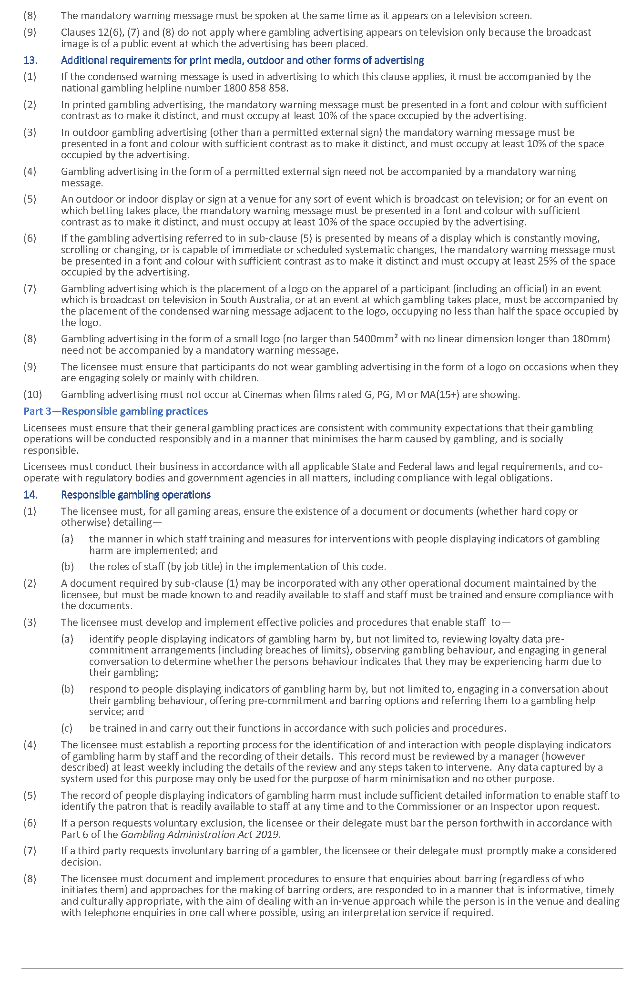 (8) The mandatory warning message must be spoken at the same time as it appears on a television screen.
(9) Clauses 12(6), (7) and (8) do not apply where gambling advertising appears on television only because the broadcast
image is of a public event at which the advertising has been placed.
13. Additional requirements for print media, outdoor and other forms of advertising
(1) If the condensed warning message is used in advertising to which this clause applies, it must be accompanied by the
national gambling helpline number 1800 858 858.
(2) In printed gambling advertising, the mandatory warning message must be presented in a font and colour with sufficient
contrast as to make it distinct, and must occupy at least 10% of the space occupied by the advertising.
(3) In outdoor gambling advertising (other than a permitted external sign) the mandatory warning message must be
presented in a font and colour with sufficient contrast as to make it distinct, and must occupy at least 10% of the space
occupied by the advertising.
(4) Gambling advertising in the form of a permitted external sign need not be accompanied by a mandatory warning
message.
(5) An outdoor or indoor display or sign at a venue for any sort of event which is broadcast on television; or for an event on
which betting takes place, the mandatory warning message must be presented in a font and colour with sufficient
contrast as to make it distinct, and must occupy at least 10% of the space occupied by the advertising.
(6) If the gambling advertising referred to in sub-clause (5) is presented by means of a display which is constantly moving,
scrolling or changing, or is capable of immediate or scheduled systematic changes, the mandatory warning message must
be presented in a font and colour with sufficient contrast as to make it distinct and must occupy at least 25% of the space
occupied by the advertising.
(7) Gambling advertising which is the placement of a logo on the apparel of a participant (including an official) in an event
which is broadcast on television in South Australia, or at an event at which gambling takes place, must be accompanied by
the placement of the condensed warning message adjacent to the logo, occupying no less than half the space occupied by
the logo.
(8) Gambling advertising in the form of a small logo (no larger than 5400mm² with no linear dimension longer than 180mm)
need not be accompanied by a mandatory warning message.
(9) The licensee must ensure that participants do not wear gambling advertising in the form of a logo on occasions when they
are engaging solely or mainly with children.
(10) Gambling advertising must not occur at Cinemas when films rated G, PG, M or MA(15+) are showing.
Part 3—Responsible gambling practices
Licensees must ensure that their general gambling practices are consistent with community expectations that their gambling
operations will be conducted responsibly and in a manner that minimises the harm caused by gambling, and is socially
responsible.
Licensees must conduct their business in accordance with all applicable State and Federal laws and legal requirements, and co-
operate with regulatory bodies and government agencies in all matters, including compliance with legal obligations.
14. Responsible gambling operations
(1) The licensee must, for all gaming areas, ensure the existence of a document or documents (whether hard copy or
otherwise) detailing—
(a) the manner in which staff training and measures for interventions with people displaying indicators of gambling
harm are implemented; and
(b) the roles of staff (by job title) in the implementation of this code.
(2) A document required by sub-clause (1) may be incorporated with any other operational document maintained by the
licensee, but must be made known to and readily available to staff and staff must be trained and ensure compliance with
the documents.
(3) The licensee must develop and implement effective policies and procedures that enable staff to—
(a) identify people displaying indicators of gambling harm by, but not limited to, reviewing loyalty data pre-
commitment arrangements (including breaches of limits), observing gambling behaviour, and engaging in general
conversation to determine whether the persons behaviour indicates that they may be experiencing harm due to
their gambling;
(b) respond to people displaying indicators of gambling harm by, but not limited to, engaging in a conversation about
their gambling behaviour, offering pre-commitment and barring options and referring them to a gambling help
service; and
(c) be trained in and carry out their functions in accordance with such policies and procedures.
(4) The licensee must establish a reporting process for the identification of and interaction with people displaying indicators
of gambling harm by staff and the recording of their details. This record must be reviewed by a manager (however
described) at least weekly including the details of the review and any steps taken to intervene. Any data captured by a
system used for this purpose may only be used for the purpose of harm minimisation and no other purpose.
(5) The record of people displaying indicators of gambling harm must include sufficient detailed information to enable staff to
identify the patron that is readily available to staff at any time and to the Commissioner or an Inspector upon request.
(6) If a person requests voluntary exclusion, the licensee or their delegate must bar the person forthwith in accordance with
Part 6 of the Gambling Administration Act 2019.
(7) If a third party requests involuntary barring of a gambler, the licensee or their delegate must promptly make a considered
decision.
(8) The licensee must document and implement procedures to ensure that enquiries about barring (regardless of who
initiates them) and approaches for the making of barring orders, are responded to in a manner that is informative, timely
and culturally appropriate, with the aim of dealing with an in-venue approach while the person is in the venue and dealing
with telephone enquiries in one call where possible, using an interpretation service if required.